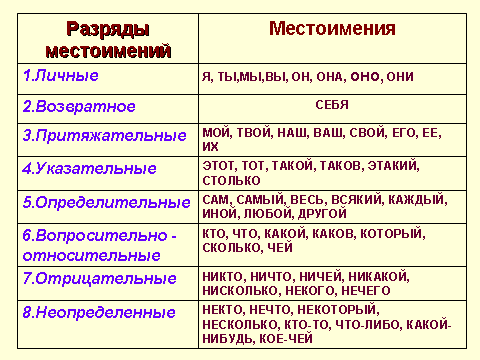 Разряды местоимений
Местоимения
1.Личные
Я, ТЫ,МЫ,ВЫ, ОН, ОНА, ОНО, ОНИ
2.Возвратное
СЕБЯ
3.Притяжательные
МОЙ, ТВОЙ, НАШ, ВАШ, СВОЙ, ЕГО, ЕЕ,
ИХ
4.Указательные
ЭТОТ, ТОТ, ТАКОЙ, ТАКОВ, ЭТАКИЙ,
СТОЛЬКО
5.Определительные
САМ, САМЫЙ, ВЕСЬ, ВСЯКИЙ, КАЖДЫЙ,
ИНОЙ, ЛЮБОЙ, ДРУГОЙ
6.Вопросительно -
относительные
КТО, ЧТО, КАКОЙ, КАКОВ, КОТОРЫЙ,
СКОЛЬКО, ЧЕЙ
7.Отрицательные
НИКТО, НИЧТО, НИЧЕЙ, НИКАКОЙ,
НИСКОЛЬКО, НЕКОГО, НЕЧЕГО
8.Неопределенные
НЕКТО, НЕЧТО, НЕКОТОРЫЙ,
НЕСКОЛЬКО, КТО-ТО, ЧТО-ЛИБО, КАКОЙ-
НИБУДЬ, КОЕ-ЧЕЙ